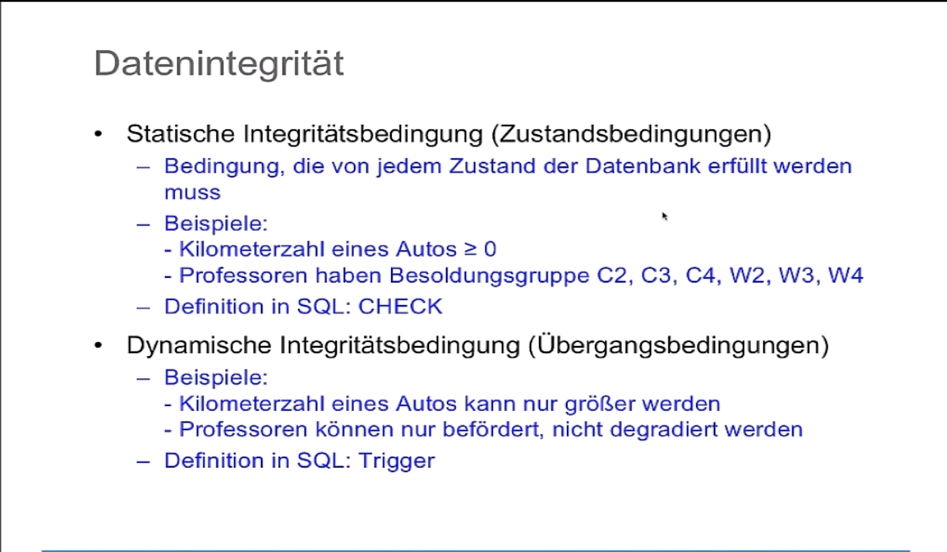 Datenintegrität
• Statische Integritätsbedingung (Zustandsbedingungen)
– Bedingung, die von jedem Zustand der Datenbank erfüllt werden
muss
– Beispiele:
- Kilometerzahl eines Autos ≥ 0
- Professoren haben Besoldungsgruppe C2, C3, C4, W2, W3, W4
– Definition in SQL: CHECK
• Dynamische Integritätsbedingung (Übergangsbedingungen)
– Beispiele:
- Kilometerzahl eines Autos kann nur größer werden
- Professoren können nur befördert, nicht degradiert werden
– Definition in SQL: Trigger